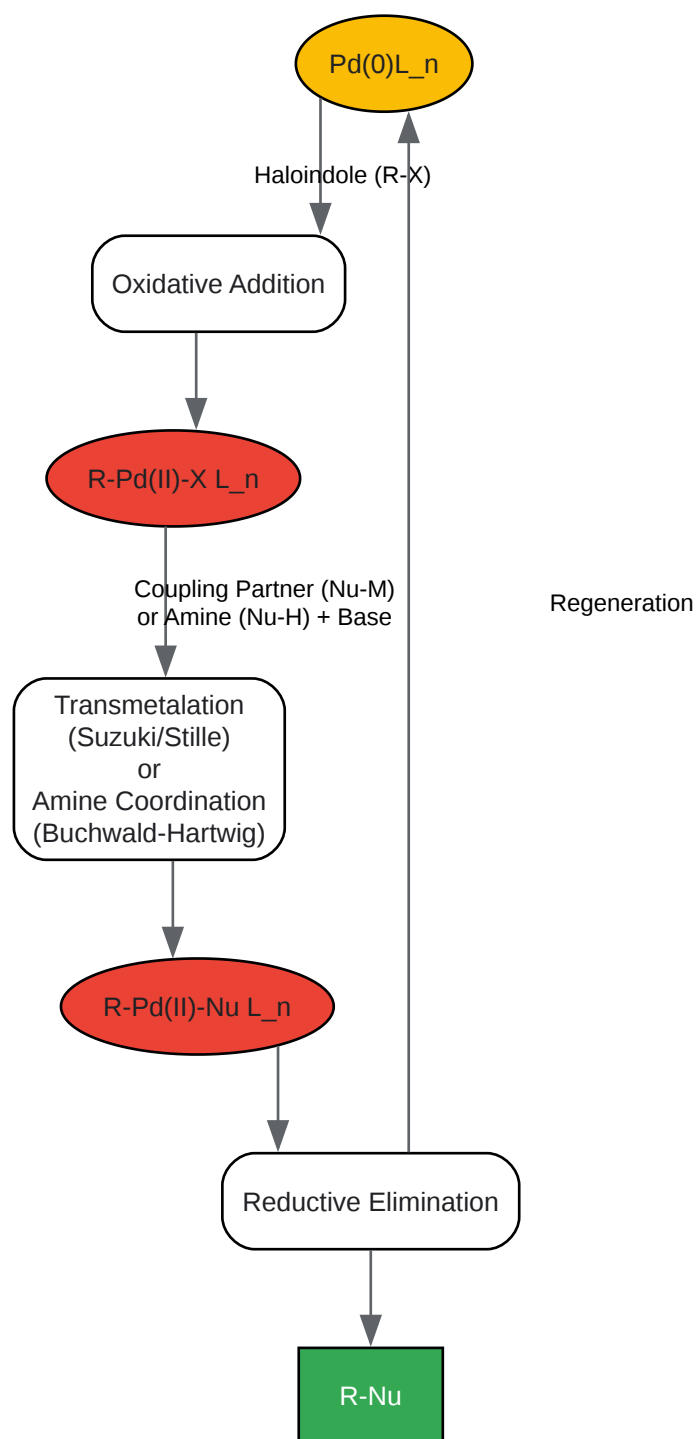 Pd(0)L_n
Haloindole (R-X)
Oxidative Addition
R-Pd(II)-X L_n
Coupling Partner (Nu-M)
or Amine (Nu-H) + Base
Regeneration
Transmetalation
(Suzuki/Stille)
or
Amine Coordination
(Buchwald-Hartwig)
R-Pd(II)-Nu L_n
Reductive Elimination
R-Nu